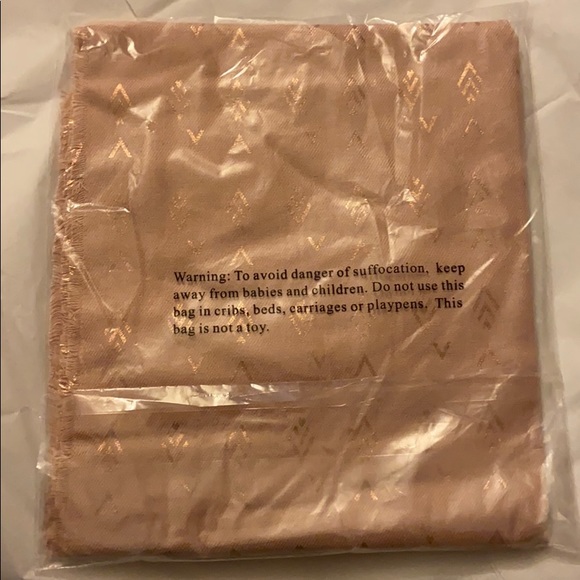 Warning: To avoid danger of suffocation, keep
away from babies and children. Do not use this
bag in cribs, beds, carriages or playpens. This
bag is not a toy.